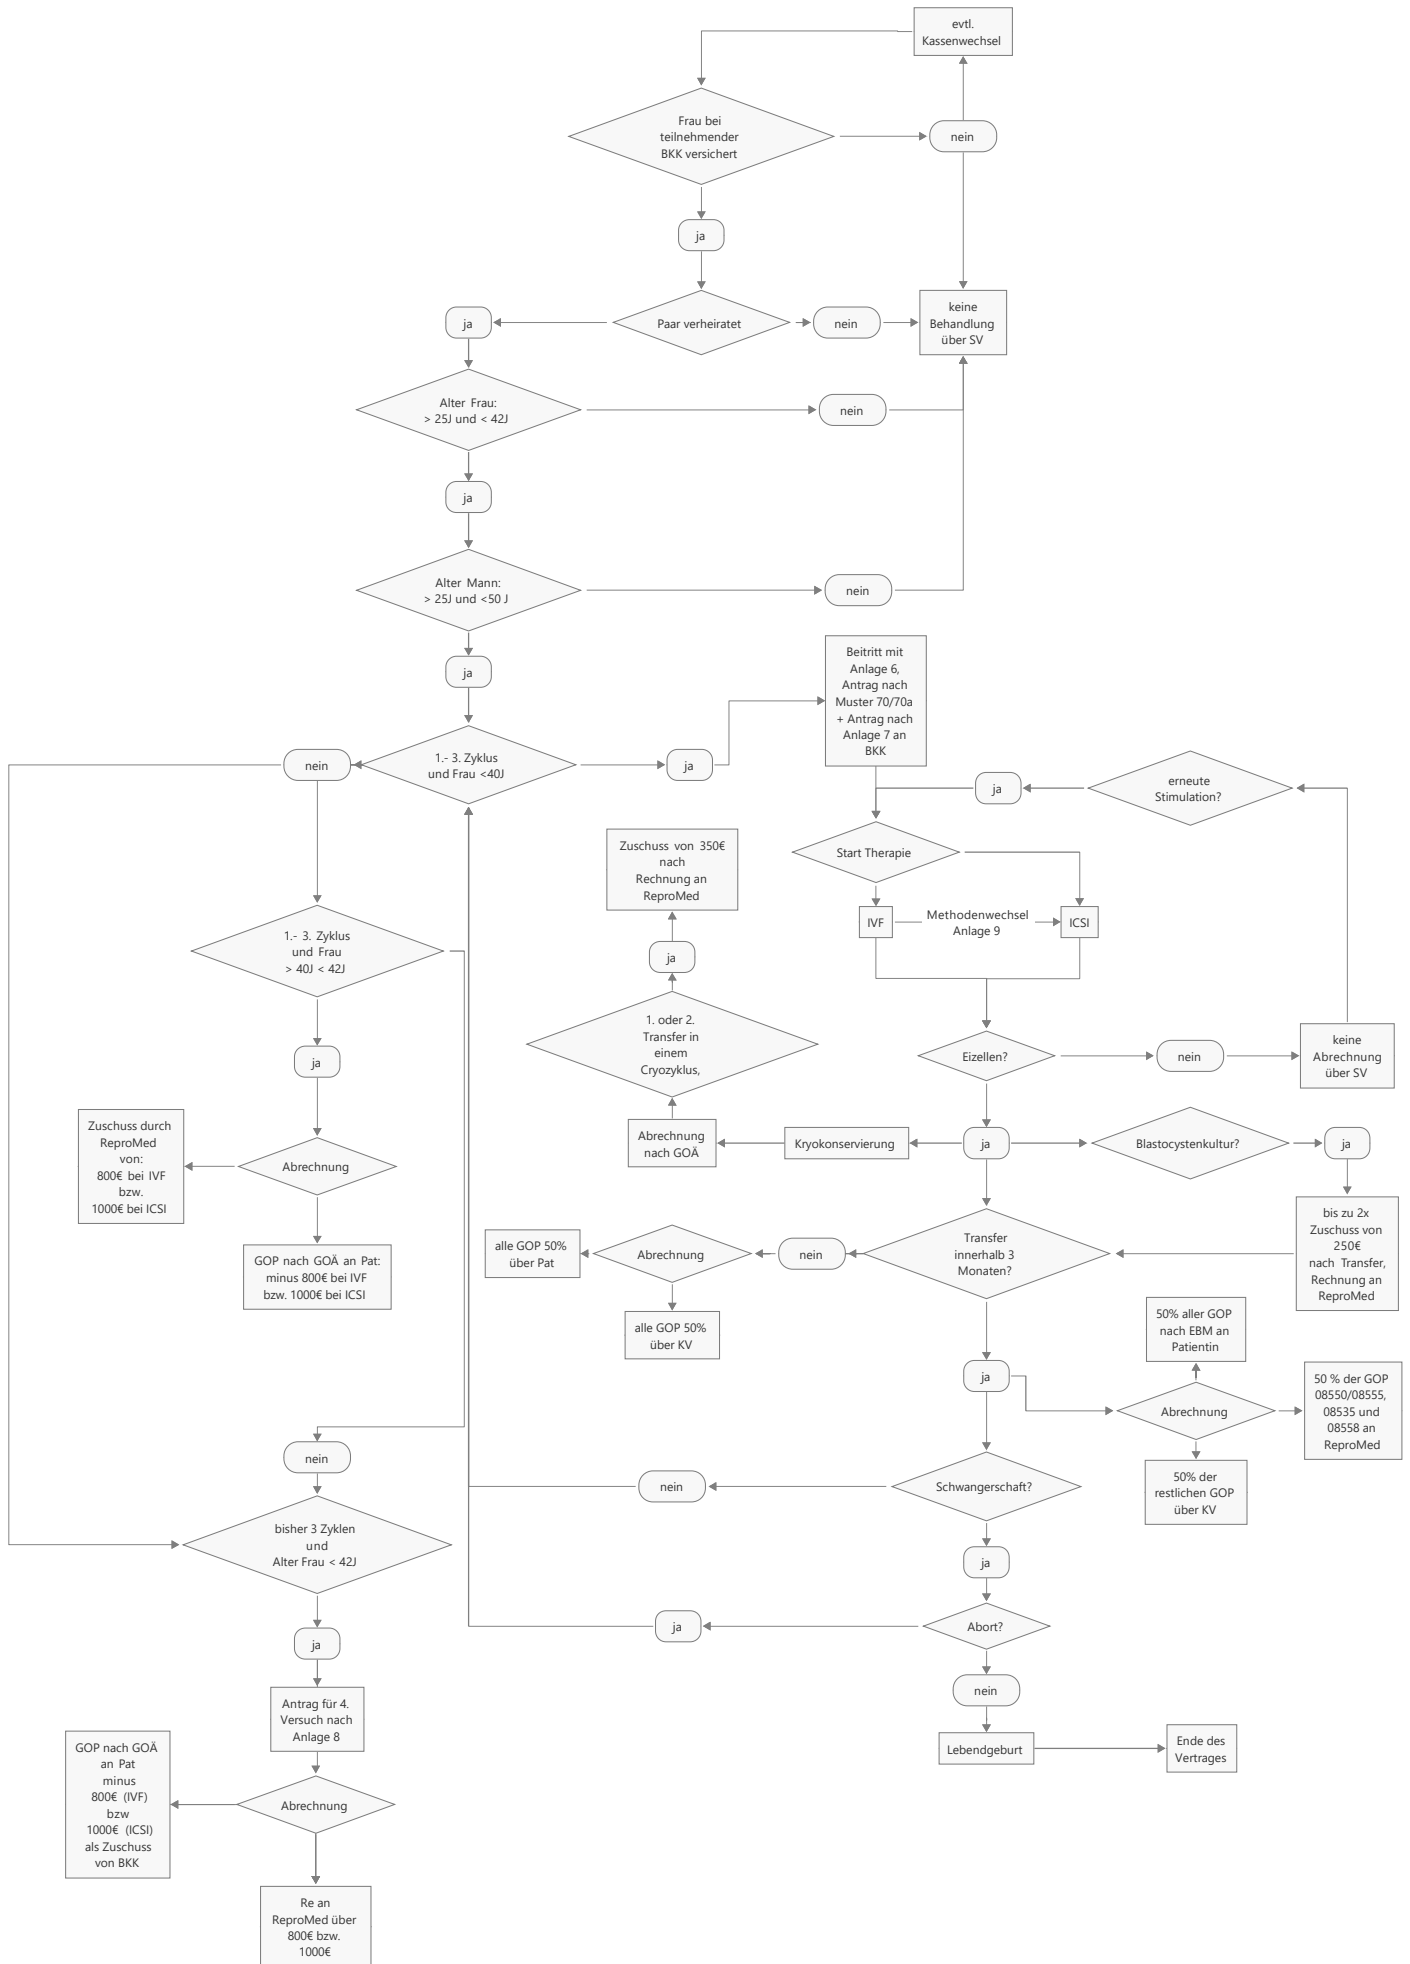 evtl.
Kassenwechsel
Frau bei
teilnehmender
BKK versichert
nein
ja
Paar verheiratet
ja
nein
keine
Behandlung
über SV
Alter Frau:
> 25J und < 42J
nein
ja
Alter Mann:
> 25J und <50 J
nein
ja
Beitritt mit
Anlage 6,
Antrag nach
Muster 70/70a
+ Antrag nach
Anlage 7 an
BKK
1.- 3. Zyklus
und Frau <40J
nein
ja
ja
erneute
Stimulation?
Start Therapie
Zuschuss von 350€
nach
Rechnung an
ReproMed
IVF
Methodenwechsel
Anlage 9
ICSI
1.- 3. Zyklus
und Frau
> 40J < 42J
ja
1. oder 2.
Transfer in
einem
Cryozyklus,
Eizellen?
nein
keine
Abrechnung
über SV
ja
Abrechnung
nach GOÄ
Kryokonservierung
ja
Blastocystenkultur?
ja
Zuschuss durch
ReproMed
von:
800€ bei IVF
bzw.
1000€ bei ICSI
Abrechnung
GOP nach GOÄ an Pat:
minus 800€ bei IVF
bzw. 1000€ bei ICSI
alle GOP 50%
über Pat
Abrechnung
nein
Transfer
innerhalb 3
Monaten?
bis zu 2x
Zuschuss von
250€
nach Transfer,
Rechnung an
ReproMed
alle GOP 50%
über KV
50% aller GOP
nach EBM an
Patientin
ja
Abrechnung
50 % der GOP
08550/08555,
08535 und
08558 an
ReproMed
50% der
restlichen GOP
über KV
nein
nein
Schwangerschaft?
bisher 3 Zyklen
und
Alter Frau < 42J
ja
ja
ja
Abort?
nein
Antrag für 4.
Versuch nach
Anlage 8
Lebendgeburt
Ende des
Vertrages
GOP nach GOÄ
an Pat
minus
800€ (IVF)
bzw
1000€ (ICSI)
als Zuschuss
von BKK
Abrechnung
Re an
ReproMed über
800€ bzw.
1000€